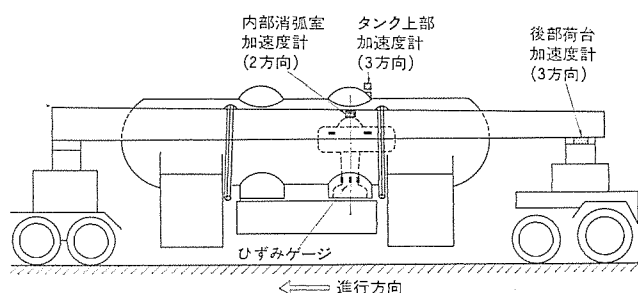 内部消弧室
加速度計
(2方向)
タンク上部
加速度計
(3方向)
後部荷台
加速度計
(3方向)
ひずみゲージ
進行方向